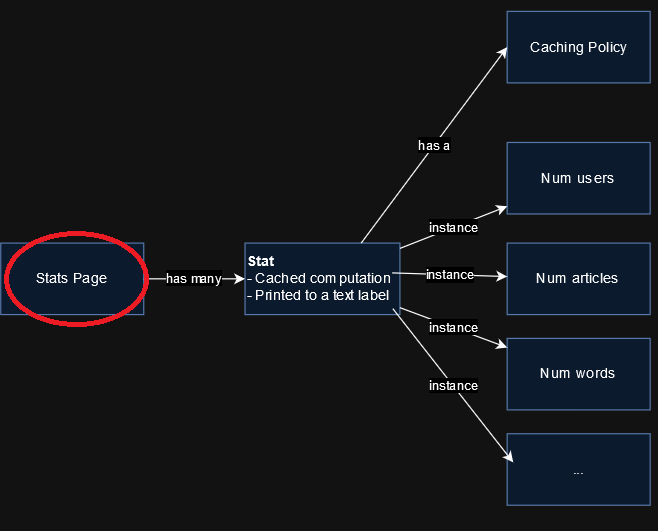 Caching Policy
has a
Num users
instance
Stats Page
has many
Stat
- Cached computation
- Printed to a text label
instance
Num articles
instance
Num words
instance
...